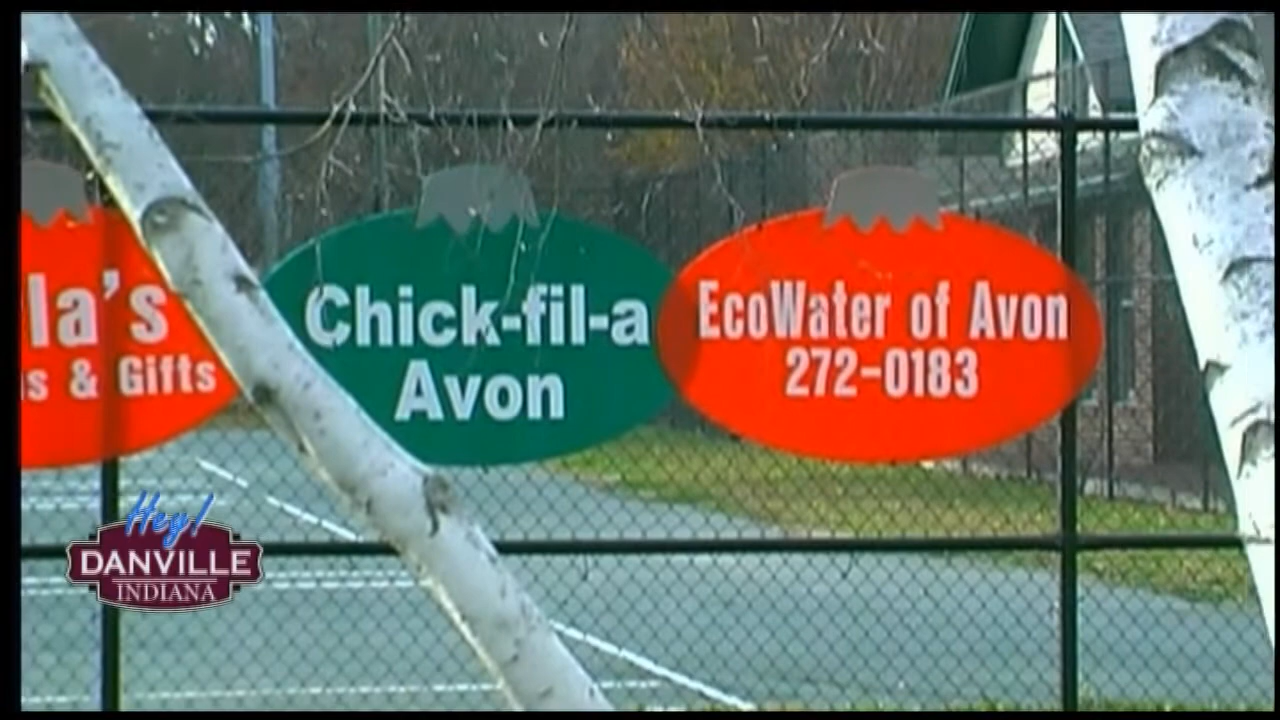 la's
& Gifts
Chick-fil-a
Avon
EcoWater of Avon
272-0183
Hey!
DANVILLE
INDIANA